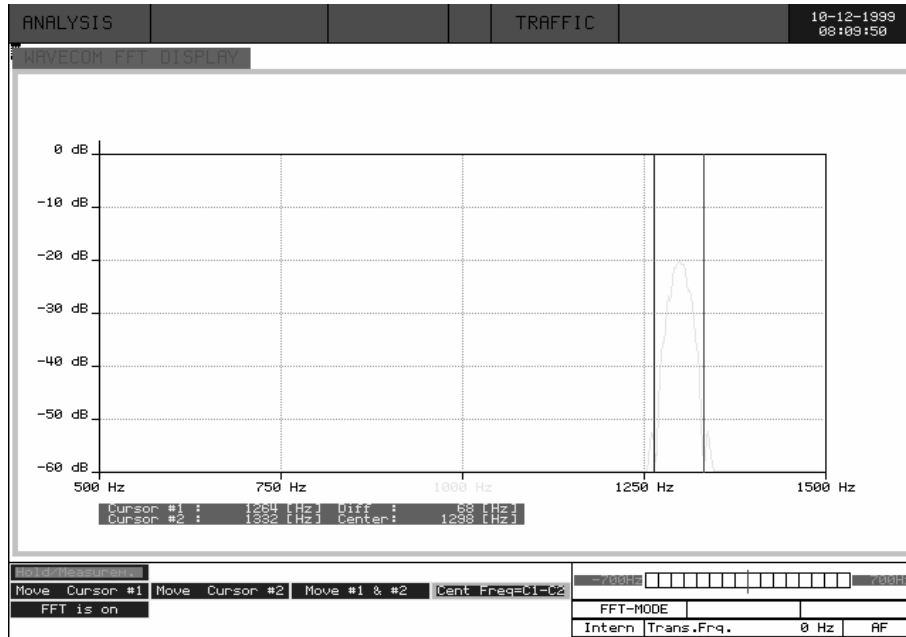 ANALYSIS TRAFFIC 10-12-1999
08:09:50
WAVECOM FFT DISPLAY
0 dB
-10 dB
-20 dB
-30 dB
-40 dB
-50 dB
-60 dB
500 Hz 750 Hz 1000 Hz 1250 Hz 1500 Hz
Cursor #1 : 1264 [Hz] Diff : 68 [Hz]
Cursor #2 : 1332 [Hz] Center: 1298 [Hz]
Hold/Measurem.
-700Hz 700H
Move Cursor #1 Move Cursor #2 Move #1 & #2 Cent Freq=C1-C2
FFT is on FFT-MODE
Intern Trans.Frq. 0 Hz AF